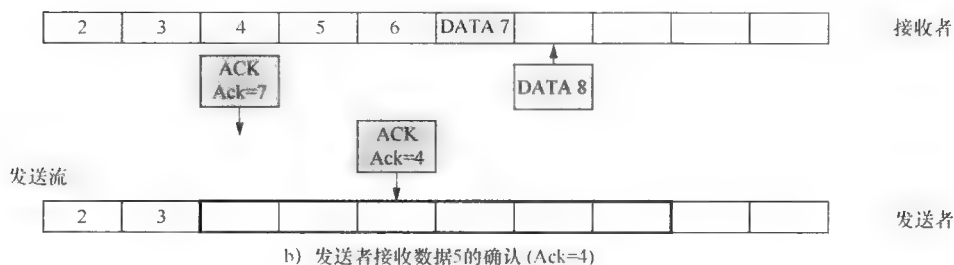 2 3 4 5 6 DATA 7 接收者
ACK
Ack=7
DATA 8
ACK
Ack=4
发送流
2 3 发送者
b) 发送者接收数据5的确认 (Ack=4)